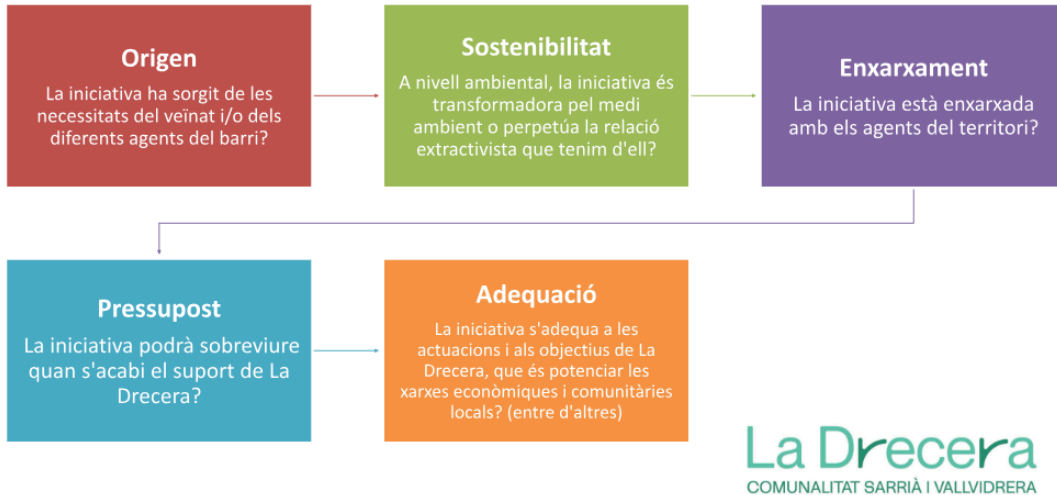 Origen
La iniciativa ha sorgit de les
necessitats del veïnat i/o dels
diferents agents del barri?
Sostenibilitat
A nivell ambiental, la iniciativa és
transformadora pel medi
ambient o perpetúa la relació
extractivista que tenim d'ell?
Enxarxament
La iniciativa està enxarxada
amb els agents del territori?
Pressupost
La iniciativa podrà sobreviure
quan s'acabi el suport de La
Drecera?
Adequació
La iniciativa s'adequa a les
actuacions i als objectius de La
Drecera, que és potenciar les
xarxes econòmiques i comunitàries
locals? (entre d'altres)
La Drecera
COMUNALITAT SARRIÀ I VALLVIDRERA